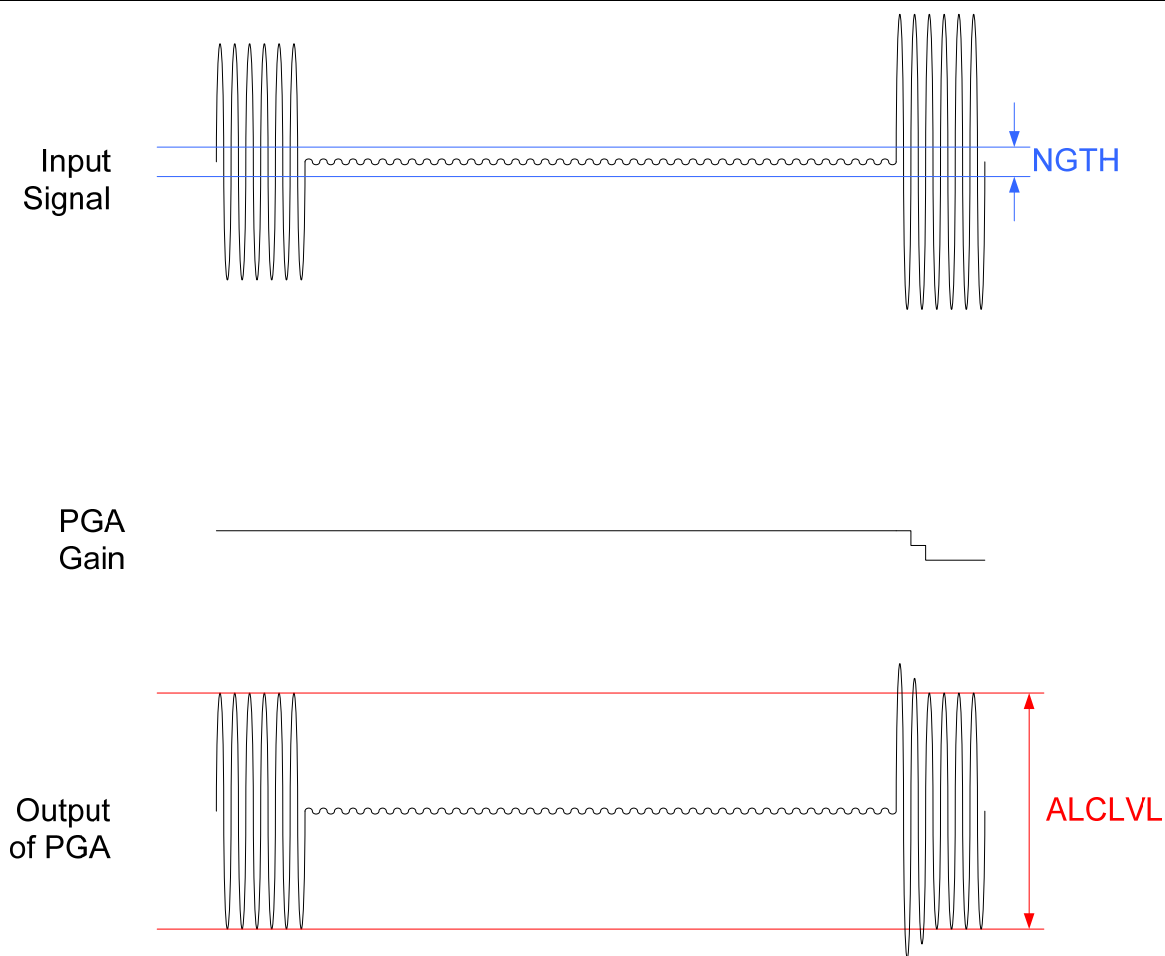 Input
Signal
NGTH
PGA
Gain
Output
of PGA
ALCLVL